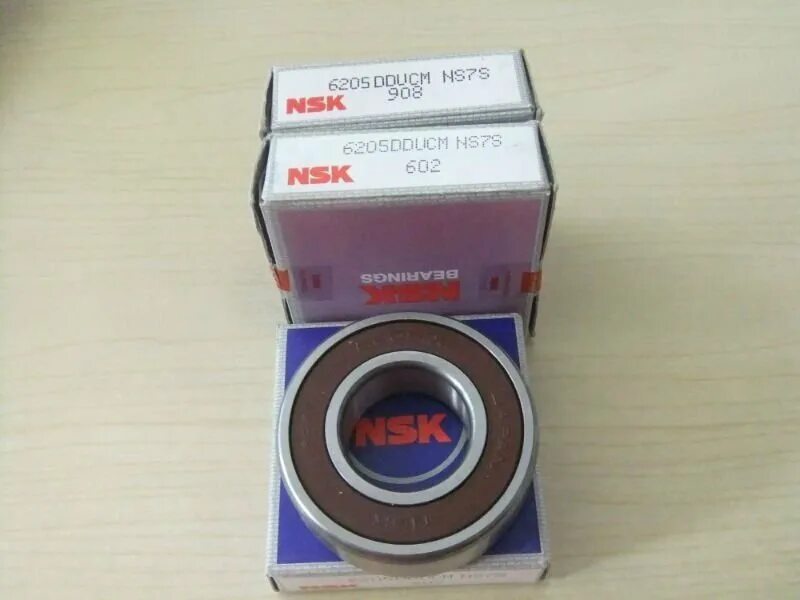 6205DDUCM NS7S
NSK 908
6205DDUCM NS7S
NSK 602
BEARINGS
NSK
NSK